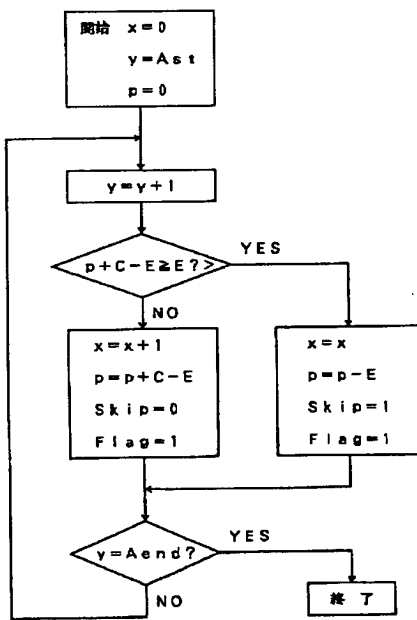 開始 x=0
y=Ast
p=0
y=y+1
p+C-E≧E?
YES
NO
x=x+1
p=p+C-E
Skip=0
Flag=1
x=x
p=p-E
Skip=1
Flag=1
y=Aend?
YES
NO
終了